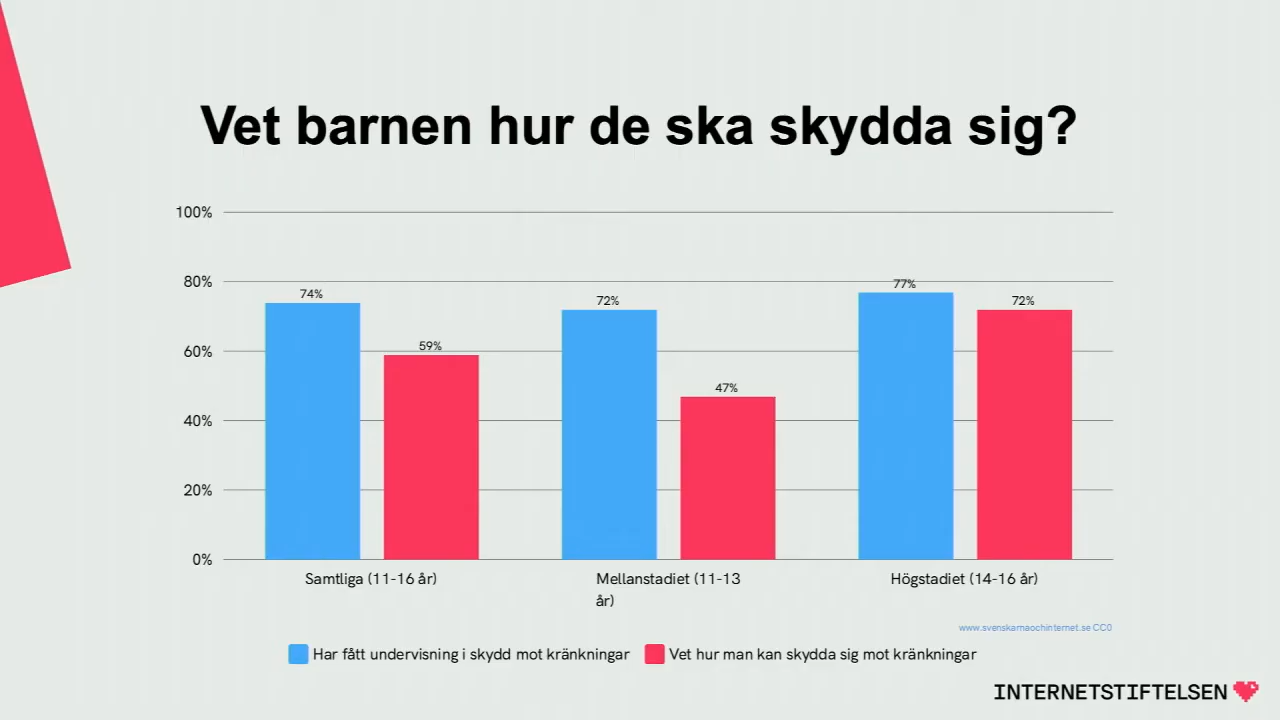 Vet barnen hur de ska skydda sig?
100%
80%
60%
40%
20%
0%
74%
59%
72%
47%
77%
72%
Samtliga (11-16 år)
Mellanstadiet (11-13
år)
Högstadiet (14-16 år)
www.svenskarnaochinternet.se CC0
Har fått undervisning i skydd mot kränkningar
Vet hur man kan skydda sig mot kränkningar
INTERNETSTIFTELSEN